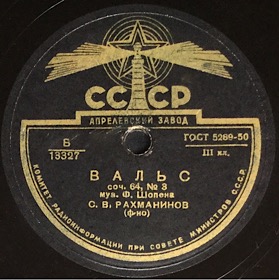 СССР
АПРЕЛЕВСКИЙ ЗАВОД
В
13327
ГОСТ 5289-50
III кл.
ВАЛЬС
соч. 64, № 3
муз. Ф. Шопена
С. В. РАХМАНИНОВ
(ф-но)
КОМИТЕТ РАДИОИНФОРМАЦИИ ПРИ СОВЕТЕ МИНИСТРОВ СССР.